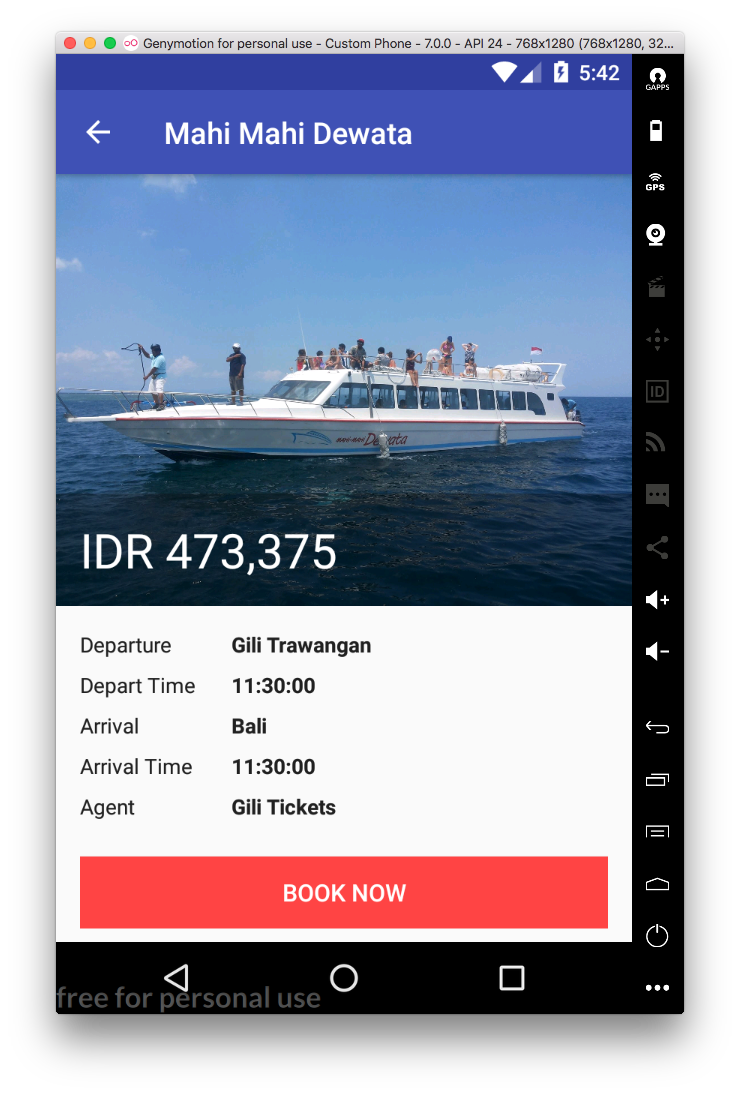 Genymotion for personal use - Custom Phone - 7.0.0 - API 24 - 768x1280 (768x1280, 32...
5:42
GAPPS
Mahi Mahi Dewata
GPS
ID
MAHI-MAHI Dewata
IDR 473,375
Departure Gili Trawangan
Depart Time 11:30:00
Arrival Bali
Arrival Time 11:30:00
Agent Gili Tickets
BOOK NOW
free for personal use